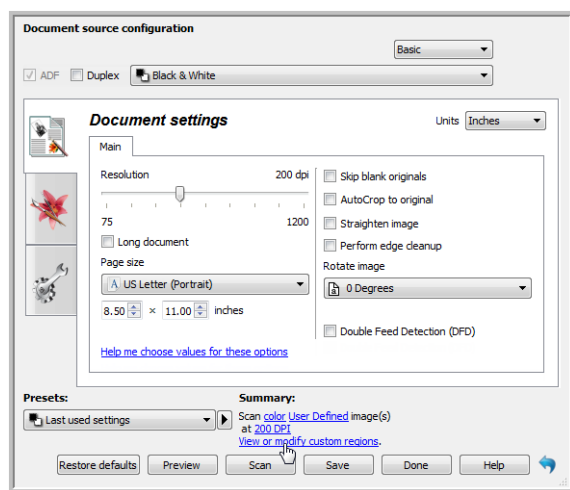 Document source configuration
Basic
ADF Duplex Black & White
Document settings
Units Inches
Main
Resolution 200 dpi
75 1200
Long document
Page size
US Letter (Portrait)
8.50 × 11.00 inches
Help me choose values for these options
Skip blank originals
AutoCrop to original
Straighten image
Perform edge cleanup
Rotate image
a 0 Degrees
Double Feed Detection (DFD)
Presets:
Last used settings
Summary:
Scan color User Defined image(s)
at 200 DPI
View or modify custom regions.
Restore defaults Preview Scan Save Done Help